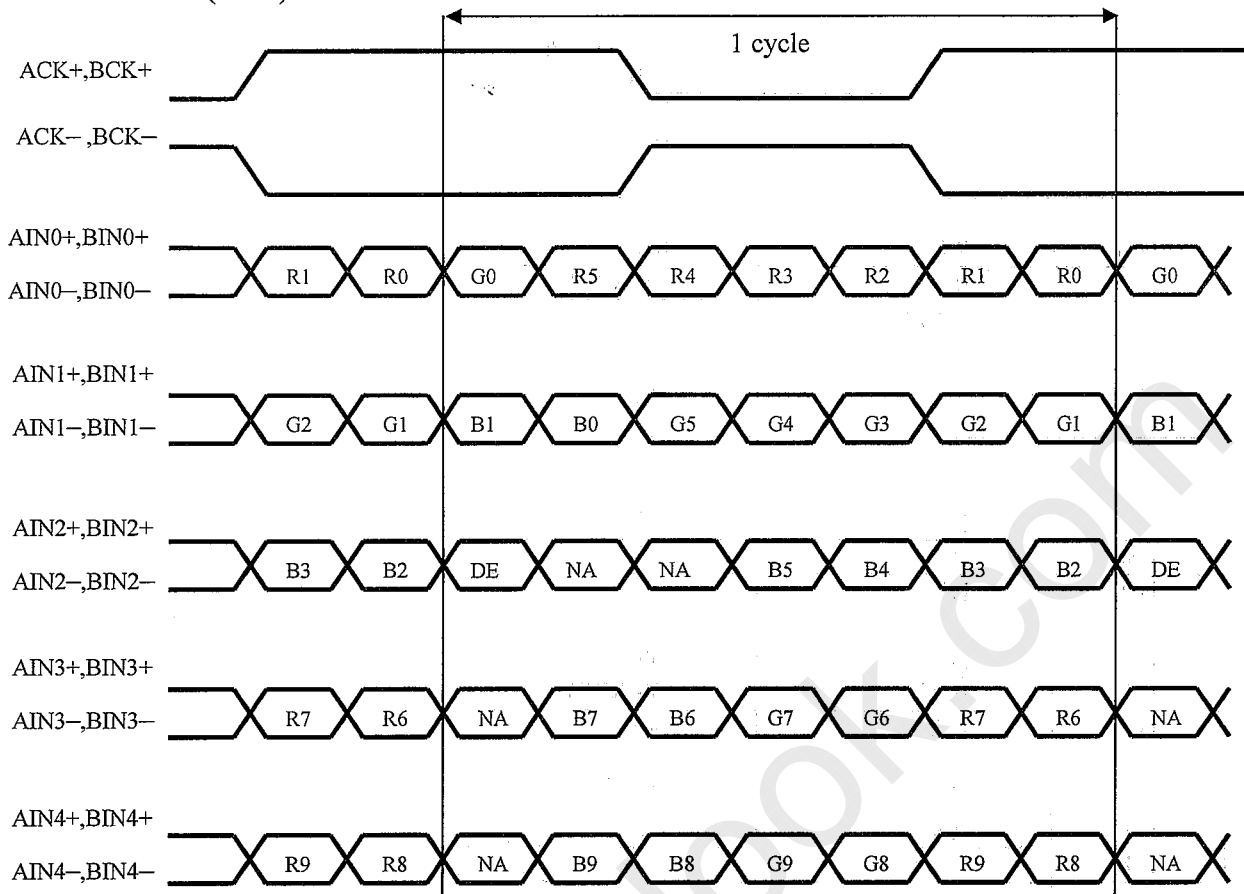 1 cycle
ACK+,BCK+
ACK−,BCK−
AIN0+,BIN0+
AIN0−,BIN0−
R1 R0 G0 R5 R4 R3 R2 R1 R0 G0
AIN1+,BIN1+
AIN1−,BIN1−
G2 G1 B1 B0 G5 G4 G3 G2 G1 B1
AIN2+,BIN2+
AIN2−,BIN2−
B3 B2 DE NA NA B5 B4 B3 B2 DE
AIN3+,BIN3+
AIN3−,BIN3−
R7 R6 NA B7 B6 G7 G6 R7 R6 NA
AIN4+,BIN4+
AIN4−,BIN4−
R9 R8 NA B9 B8 G9 G8 R9 R8 NA
look.com